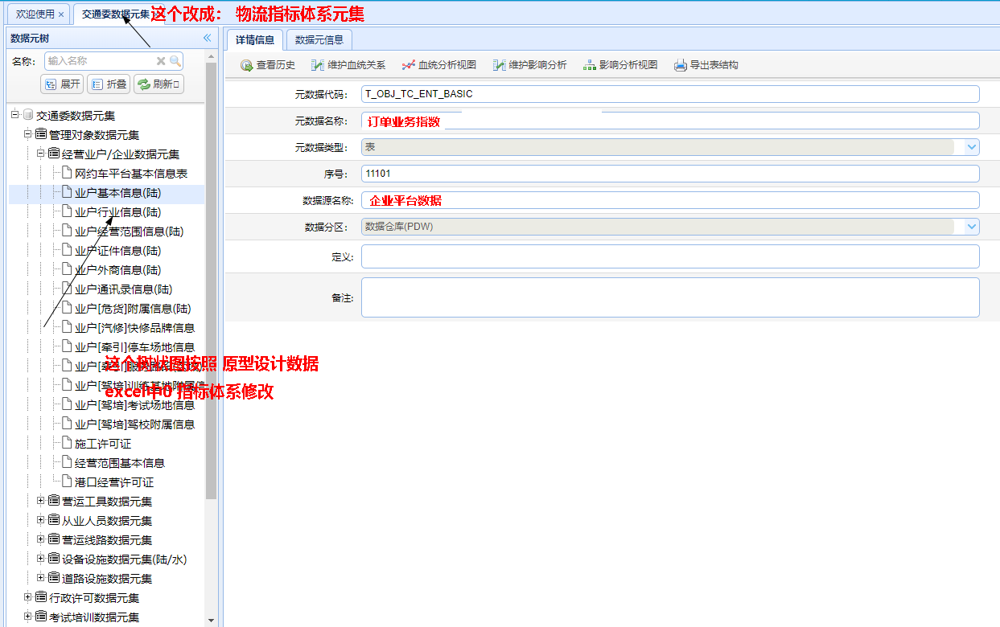 欢迎使用 ×
交通委数据元集
这个改成： 物流指标体系元集
数据元树
名称:
输入名称
展开
折叠
刷新
交通委数据元集
管理对象数据元集
经营业户/企业数据元集
网约车平台基本信息表
业户基本信息(陆)
业户行业信息(陆)
业户经营范围信息(陆)
业户证件信息(陆)
业户外商信息(陆)
业户通讯录信息(陆)
业户[危货]附属信息(陆)
业户[汽修]快修品牌信息
业户[牵引]停车场地信息
业户[驾培]训练基地附属信
业户[驾培]考试场地信息
业户[驾培]驾校附属信息
施工许可证
经营范围基本信息
港口经营许可证
营运工具数据元集
从业人员数据元集
营运线路数据元集
设备设施数据元集(陆/水)
道路设施数据元集
行政许可数据元集
考试培训数据元集
这个树状图按照 原型设计数据
excel中0 指标体系修改
详情信息
数据元信息
查看历史
维护血统关系
血统分析视图
维护影响分析
影响分析视图
导出表结构
元数据代码:
T_OBJ_TC_ENT_BASIC
元数据名称:
订单业务指数
元数据类型:
表
序号:
11101
数据源名称:
企业平台数据
数据分区:
数据仓库(PDW)
定义:
备注: